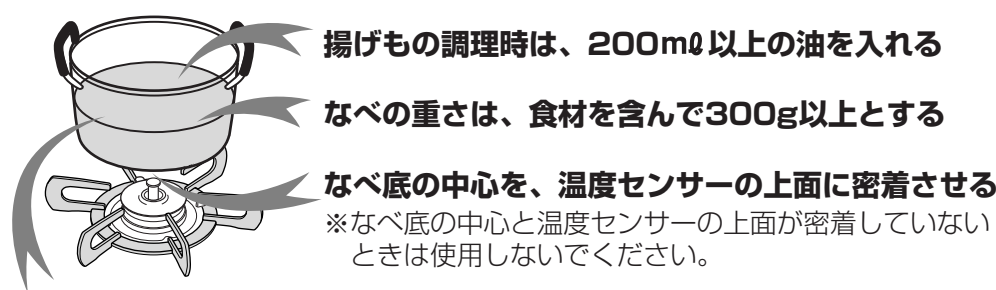 揚げもの調理時は、200mℓ以上の油を入れる
なべの重さは、食材を含んで300g以上とする
なべ底の中心を、温度センサーの上面に密着させる
※なべ底の中心と温度センサーの上面が密着していない
ときは使用しないでください。